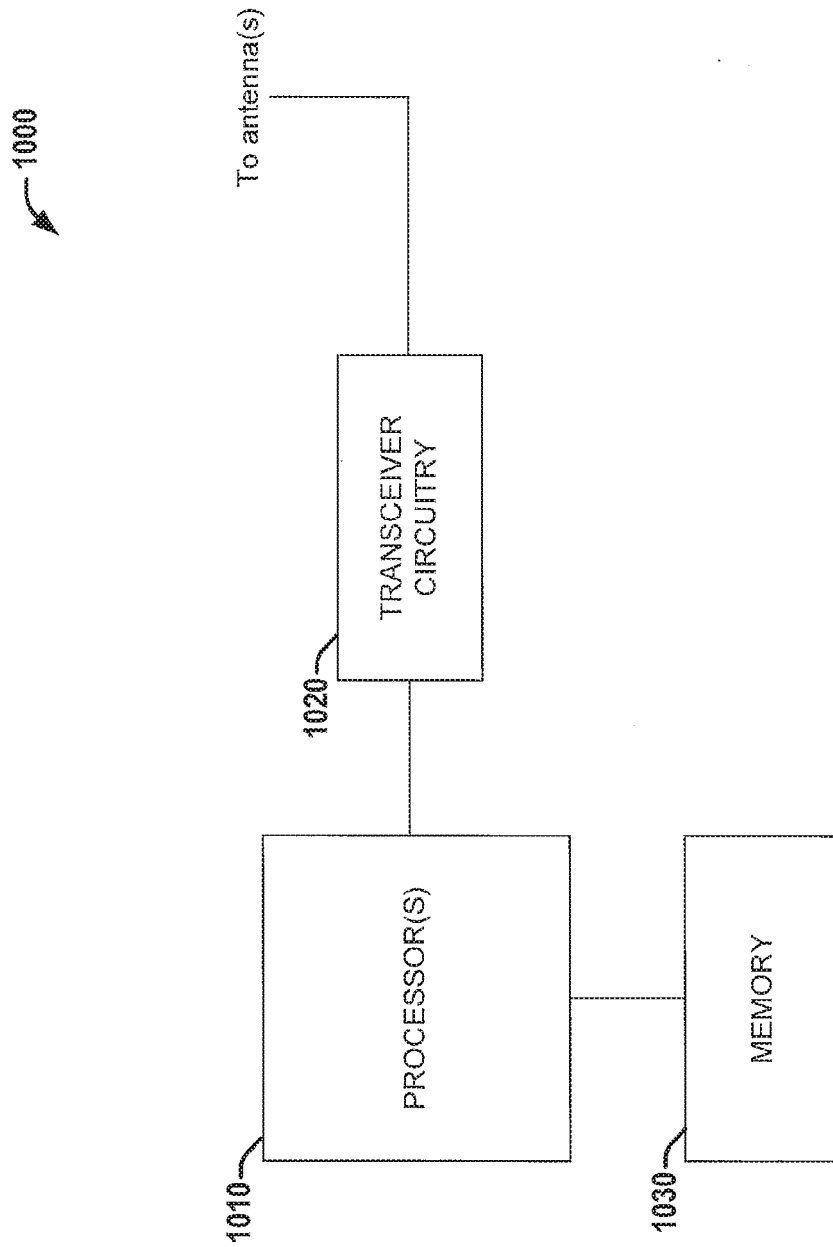 1000
To antenna(s)
1020
TRANSCEIVER
CIRCUITRY
1010
PROCESSOR(S)
1030
MEMORY